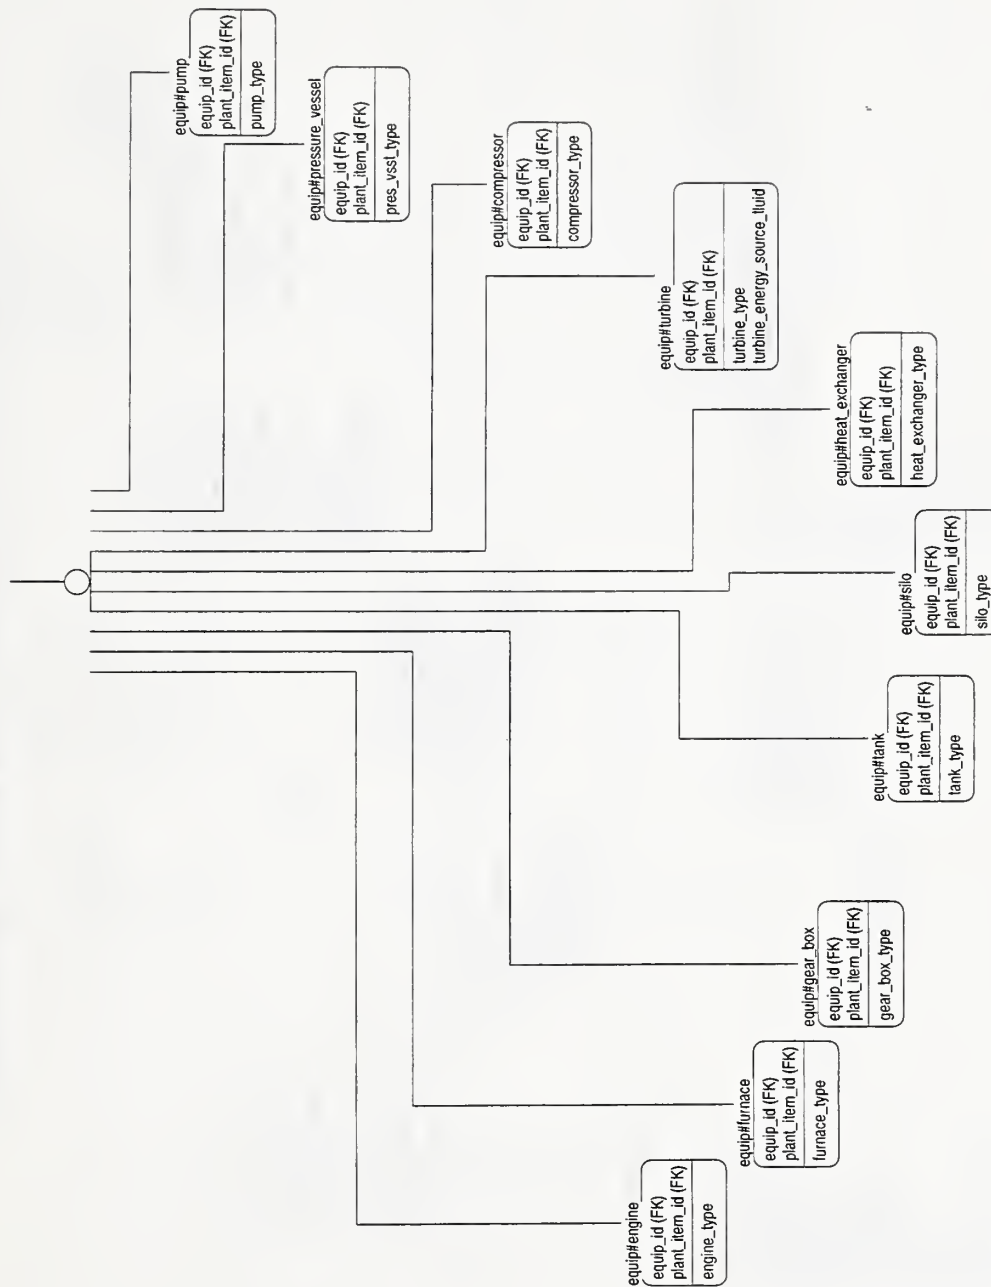 equip#pump
equip_id (FK)
plant_item_id (FK)
pump_type
equip#pressure_vessel
equip_id (FK)
plant_item_id (FK)
pres_vsst_type
equip#compressor
equip_id (FK)
plant_item_id (FK)
compressor_type
equip#engine
equip_id (FK)
plant_item_id (FK)
engine_type
equip#turbine
equip_id (FK)
plant_item_id (FK)
turbine_type
turbine_energy_source_fluid
equip#furnace
equip_id (FK)
plant_item_id (FK)
furnace_type
equip#gear_box
equip_id (FK)
plant_item_id (FK)
gear_box_type
equip#heat_exchanger
equip_id (FK)
plant_item_id (FK)
heat_exchanger_type
equip#tank
equip_id (FK)
plant_item_id (FK)
tank_type
equip#silo
equip_id (FK)
plant_item_id (FK)
silo_type